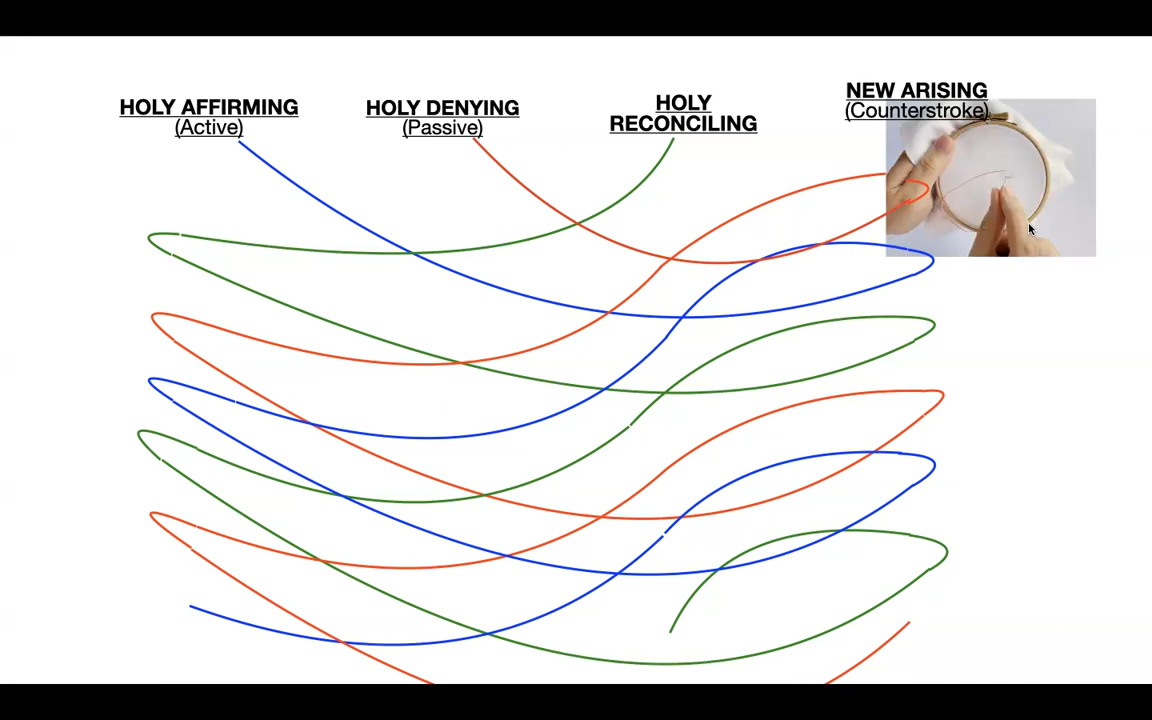 HOLY AFFIRMING
(Active)
HOLY DENYING
(Passive)
HOLY
RECONCILING
NEW ARISING
(Counterstroke)